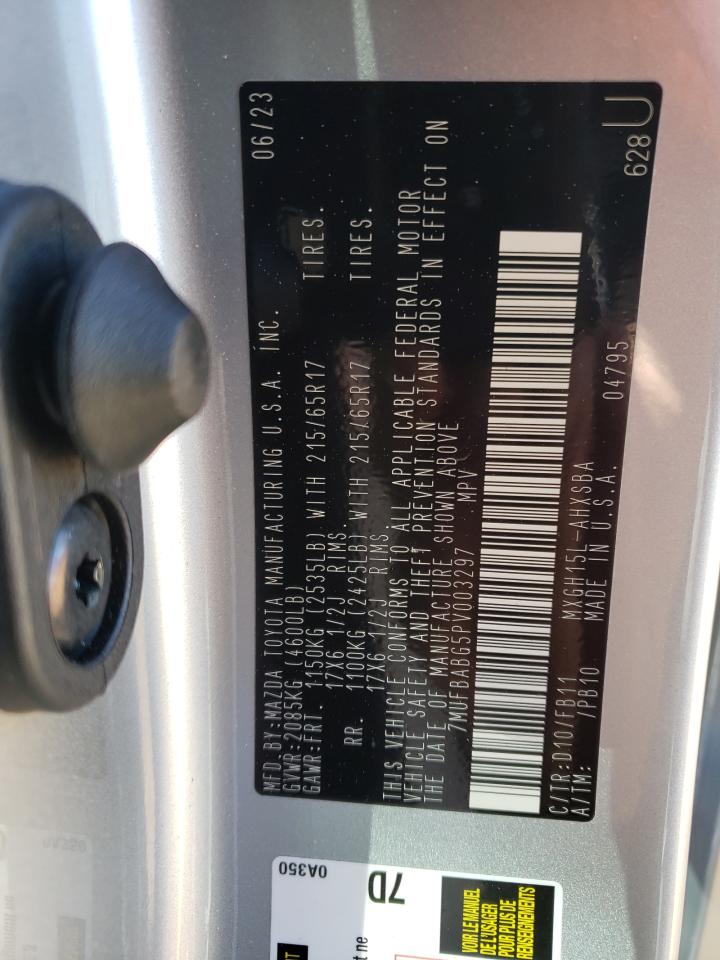 MFD.BY:MAZDA TOYOTA MANUFACTURING U.S.A. INC. 06/23
GVWR:2085KG (4600LB)
GAWR:FRT. 1150KG (2535LB) WITH 215/65R17 TIRES.
17X6 1/2J RIMS.
RR. 1100KG (2425LB) WITH 215/65R17 TIRES.
17X6 1/2J RIMS.
THIS VEHICLE CONFORMS TO ALL APPLICABLE FEDERAL MOTOR
VEHICLE SAFETY AND THEFT PREVENTION STANDARDS IN EFFECT ON
THE DATE OF MANUFACTURE SHOWN ABOVE
7MUFBABG5PV003297 MPV
C/TR:D10/FB11 MXGH15L-AHXSBA 04795 628 U
A/TM: /PB10 MADE IN U.S.A.
0A350
7D
VOIR LE MANUEL
DE L'USAGER
POUR PLUS DE
RENSEIGNEMENTS